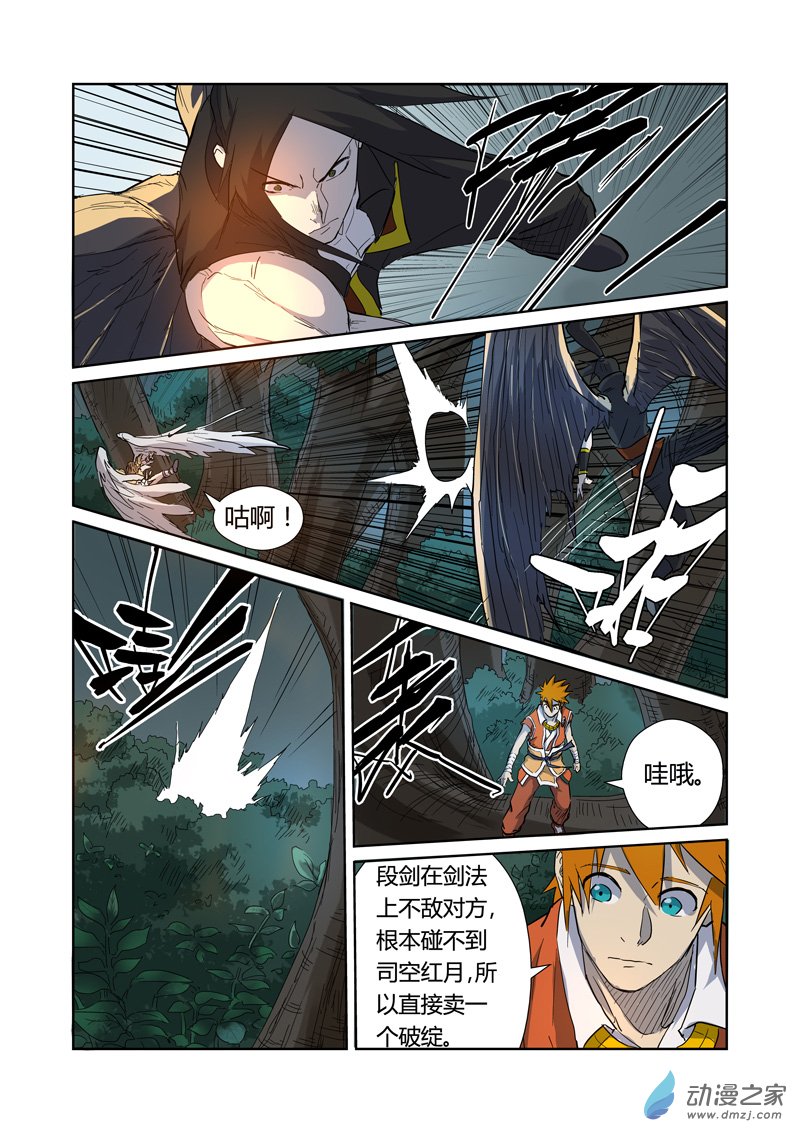 咕啊！
哇哦。
段剑在剑法
上不敌对方，
根本碰不到
司空红月，所
以直接卖一
个破绽。
动漫之家
www.dmzj.com